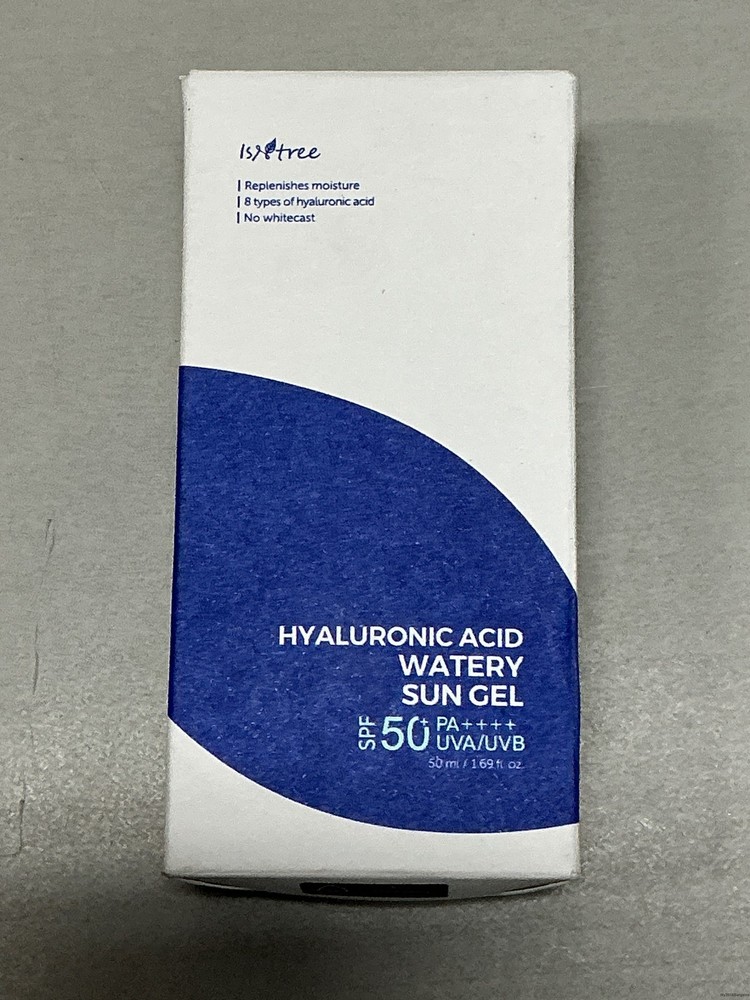 Isntree
Replenishes moisture
8 types of hyaluronic acid
No whitecast
HYALURONIC ACID
WATERY
SUN GEL
SPF 50+ PA++++
UVA/UVB
50 ml / 1.69 fl. oz.